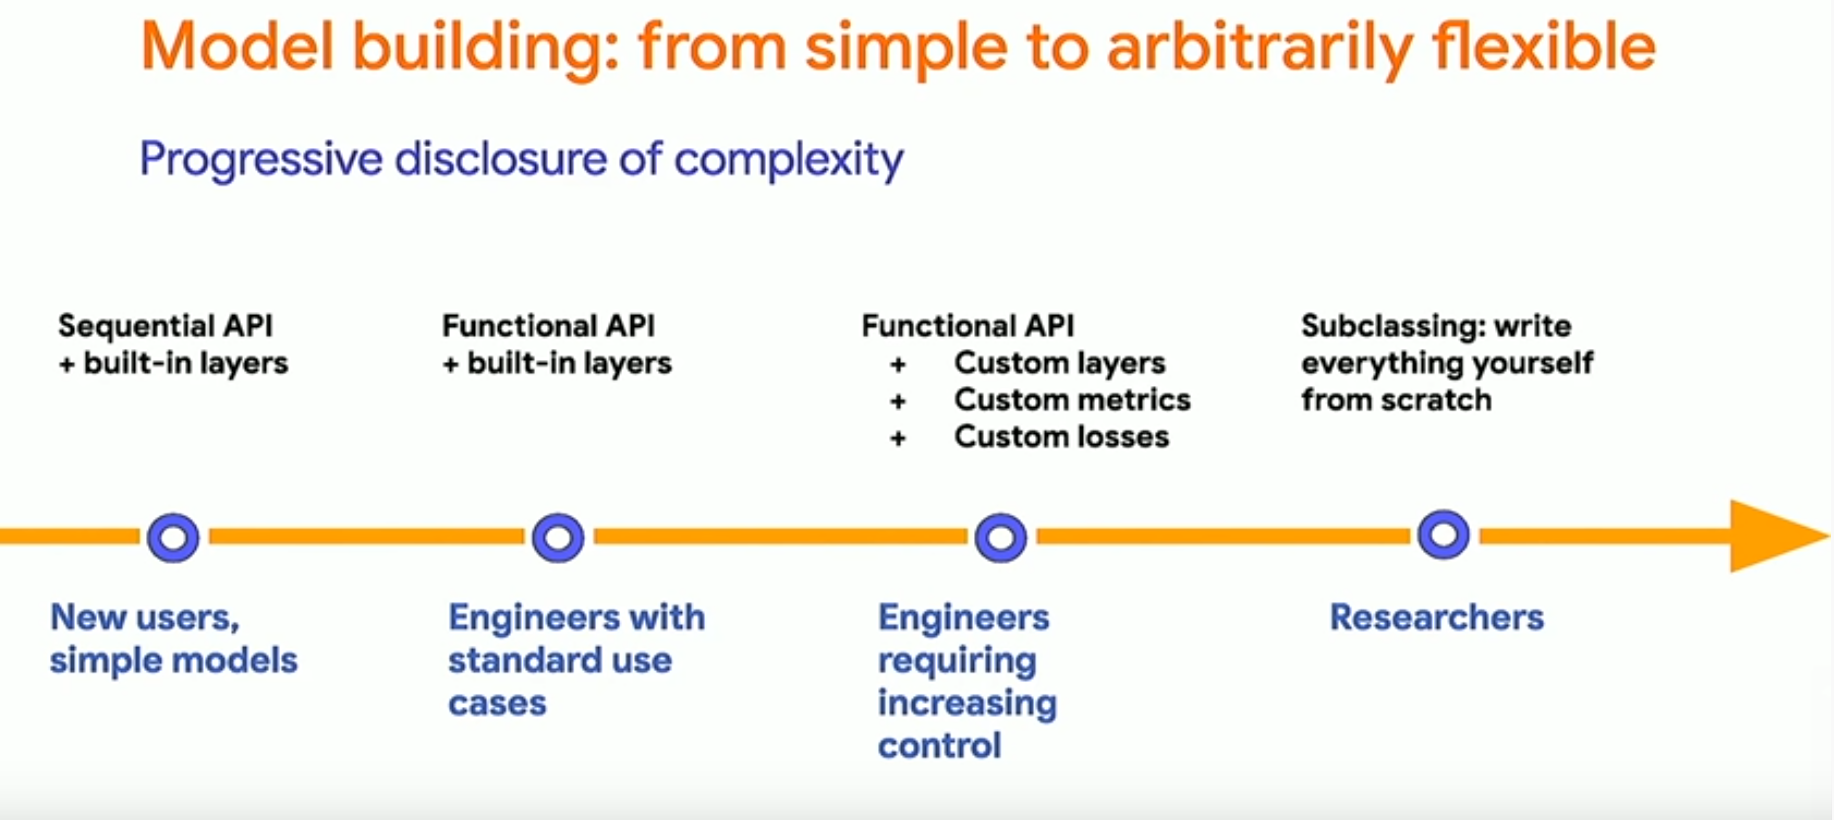 Model building: from simple to arbitrarily flexible
Progressive disclosure of complexity
Sequential API
+ built-in layers
Functional API
+ built-in layers
Functional API
+ Custom layers
+ Custom metrics
+ Custom losses
Subclassing: write
everything yourself
from scratch
New users,
simple models
Engineers with
standard use
cases
Engineers
requiring
increasing
control
Researchers